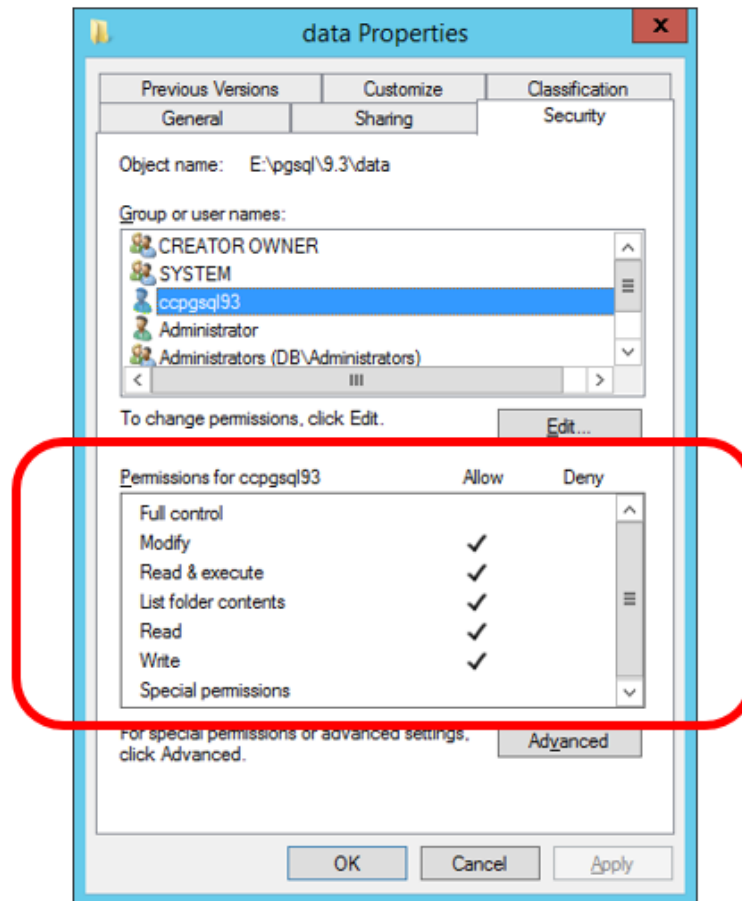 data Properties
x
Previous Versions Customize Classification
General Sharing Security
Object name: E:\pgsql\9.3\data
Group or user names:
CREATOR OWNER
SYSTEM
ccpgsql93
Administrator
Administrators (DB\Administrators)
To change permissions, click Edit.
Edit...
Permissions for ccpgsql93 Allow Deny
Full control
Modify
Read & execute
List folder contents
Read
Write
Special permissions
For special permissions or advanced settings,
click Advanced.
Advanced
OK Cancel Apply